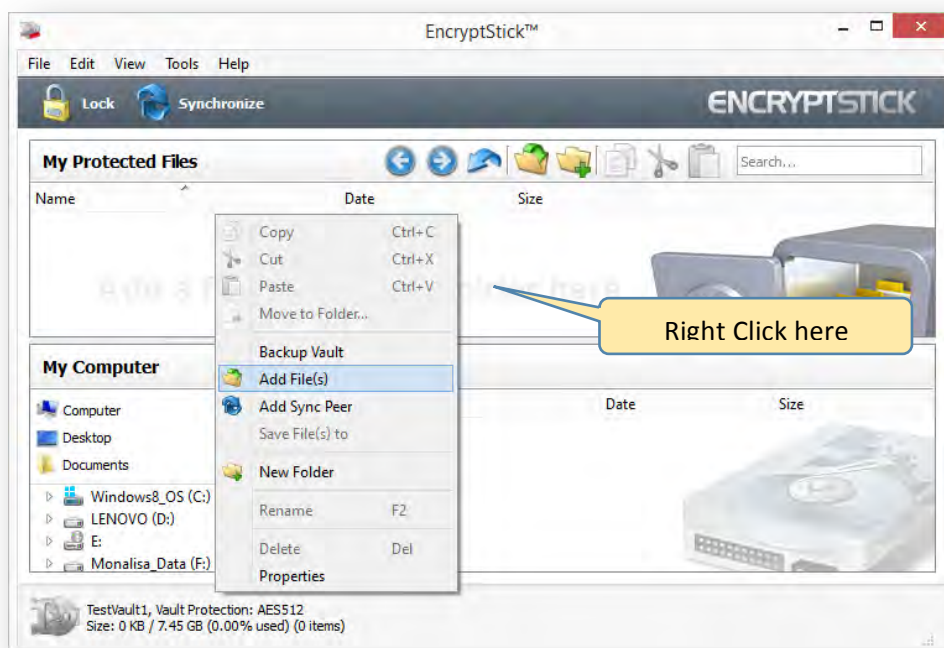 EncryptStick™
File Edit View Tools Help
Lock Synchronize ENCRYPTSTICK
My Protected Files Search...
Name Date Size
Copy Ctrl+C
Cut Ctrl+X
Paste Ctrl+V
Move to Folder...
Backup Vault
Add File(s)
Add Sync Peer
Save File(s) to
New Folder
Rename F2
Delete Del
Properties
Add a here
Right Click here
My Computer
Date Size
Computer
Desktop
Documents
Windows8_OS (C:)
LENOVO (D:)
E:
Monalisa_Data (F:)
TestVault1, Vault Protection: AES512
Size: 0 KB / 7.45 GB (0.00% used) (0 items)